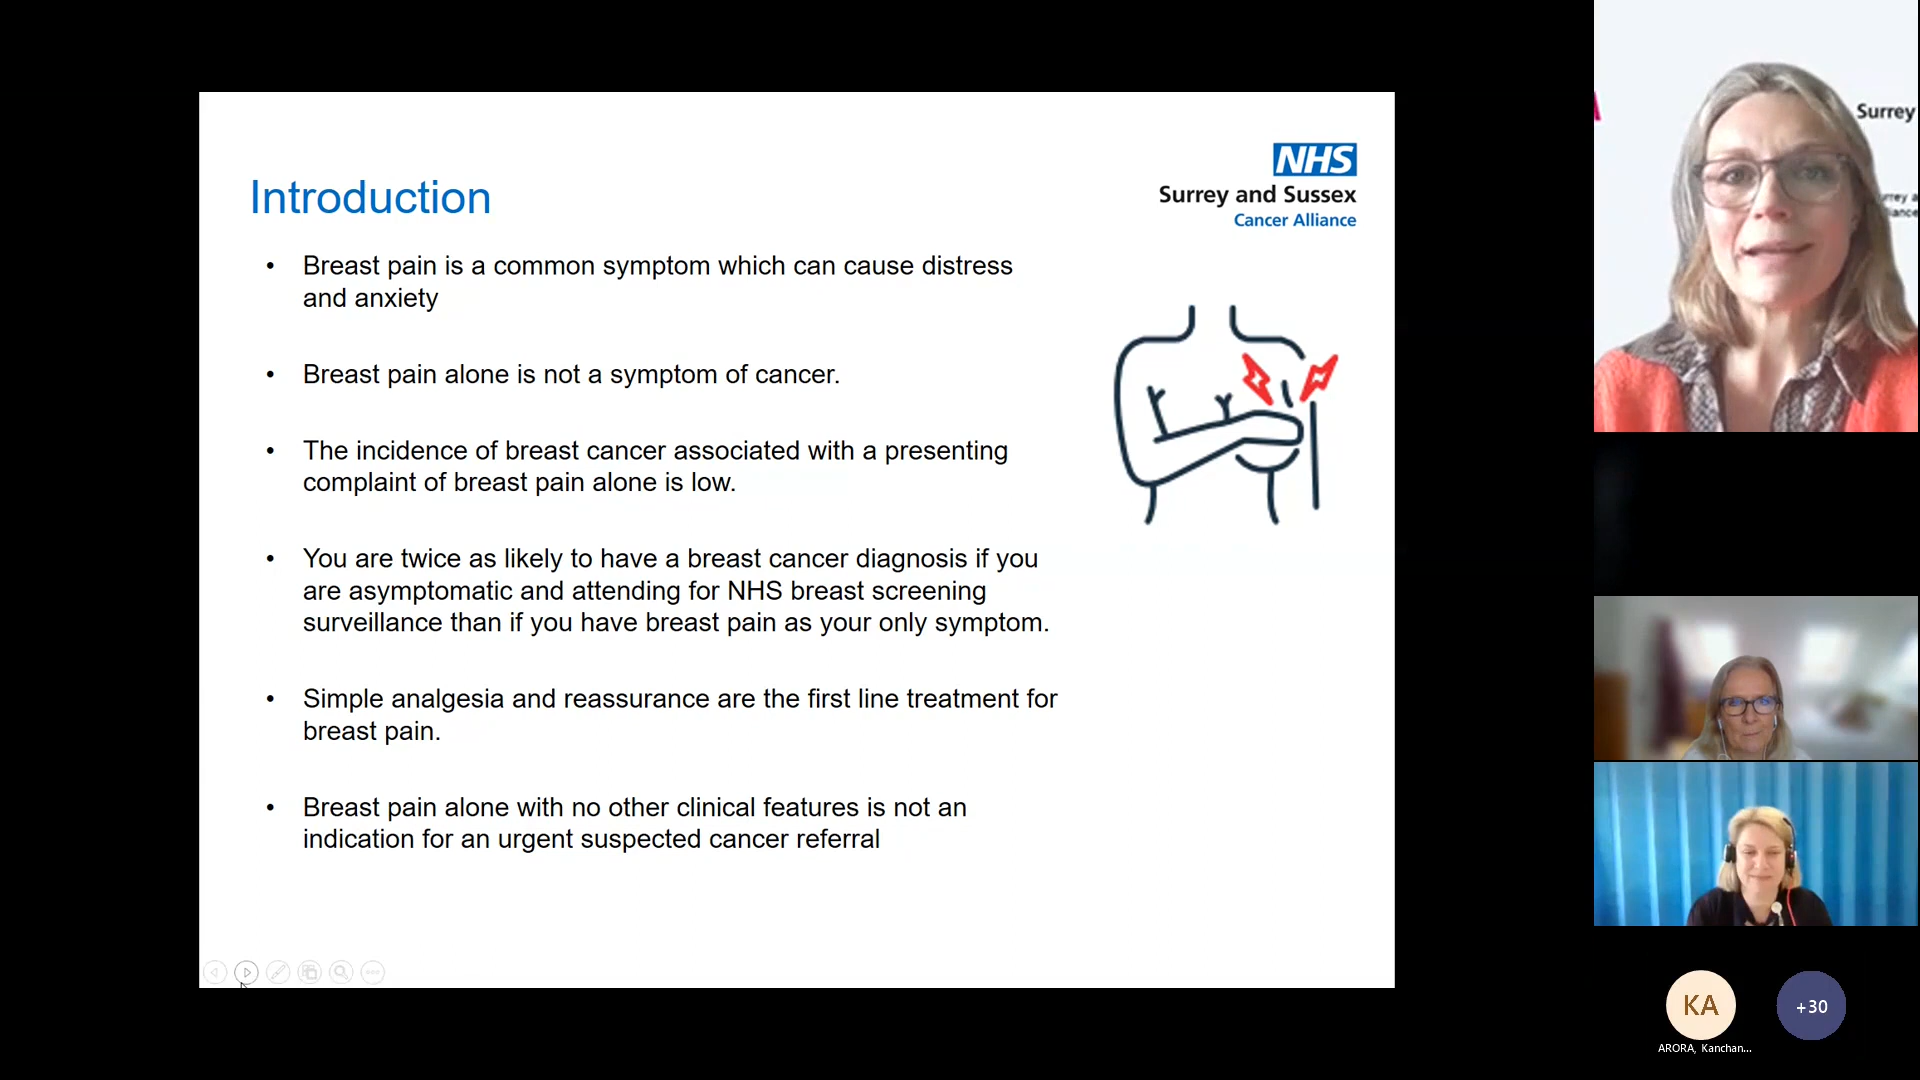 Introduction
NHS
Surrey and Sussex
Cancer Alliance
• Breast pain is a common symptom which can cause distress
and anxiety
• Breast pain alone is not a symptom of cancer.
• The incidence of breast cancer associated with a presenting
complaint of breast pain alone is low.
• You are twice as likely to have a breast cancer diagnosis if you
are asymptomatic and attending for NHS breast screening
surveillance than if you have breast pain as your only symptom.
• Simple analgesia and reassurance are the first line treatment for
breast pain.
• Breast pain alone with no other clinical features is not an
indication for an urgent suspected cancer referral
Surrey
KA
+30
ARORA, Kanchan...